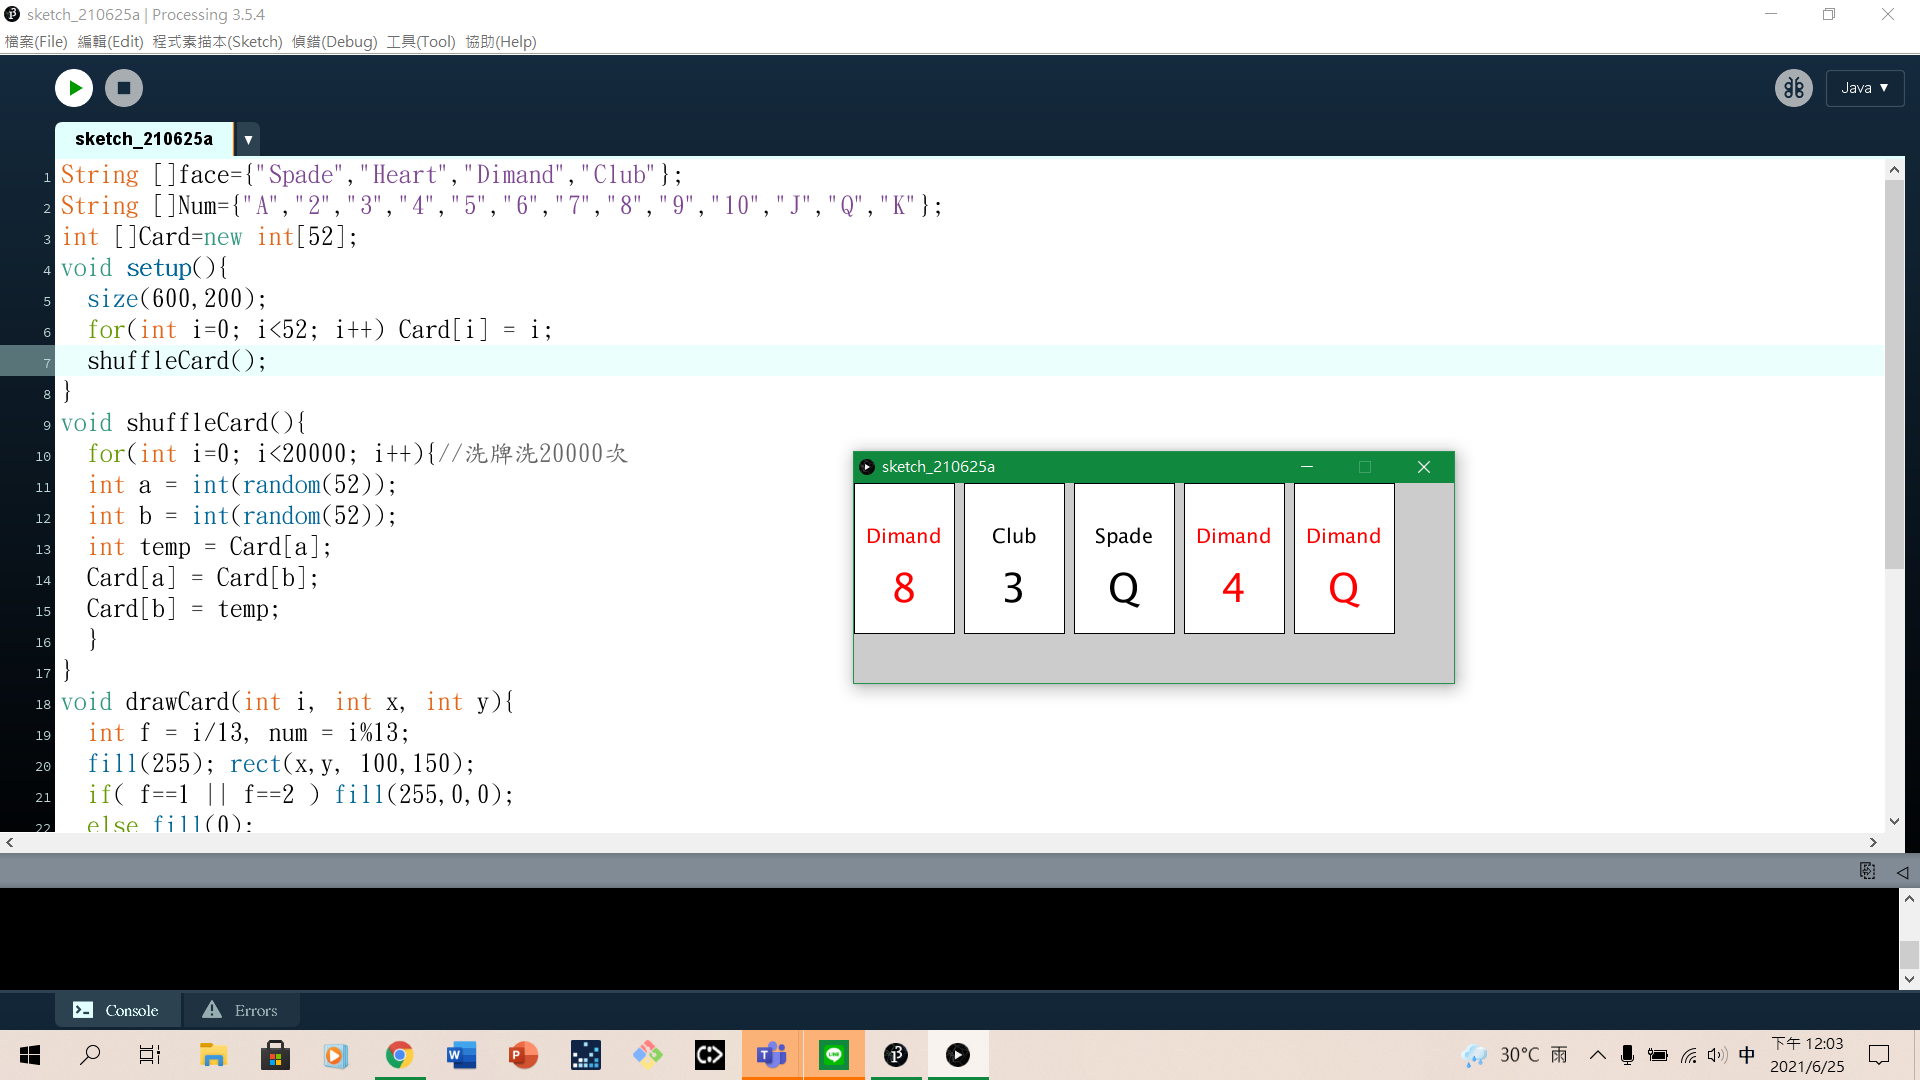 sketch_210625a | Processing 3.5.4
檔案(File) 編輯(Edit) 程式素描本(Sketch) 偵錯(Debug) 工具(Tool) 協助(Help)
Java ▼
sketch_210625a ▼
1 String []face={"Spade","Heart","Dimand","Club"};
2 String []Num={"A","2","3","4","5","6","7","8","9","10","J","Q","K"};
3 int []Card=new int[52];
4 void setup(){
5 size(600,200);
6 for(int i=0; i<52; i++) Card[i] = i;
7 shuffleCard();
8 }
9 void shuffleCard(){
10 for(int i=0; i<20000; i++){//洗牌洗20000次
11 int a = int(random(52));
12 int b = int(random(52));
13 int temp = Card[a];
14 Card[a] = Card[b];
15 Card[b] = temp;
16 }
17 }
18 void drawCard(int i, int x, int y){
19 int f = i/13, num = i%13;
20 fill(255); rect(x,y, 100,150);
21 if( f==1 || f==2 ) fill(255,0,0);
22 else fill(0);
sketch_210625a
Dimand Club Spade Dimand Dimand
8 3 Q 4 Q
Console Errors
30°C 雨 中 下午 12:03
2021/6/25